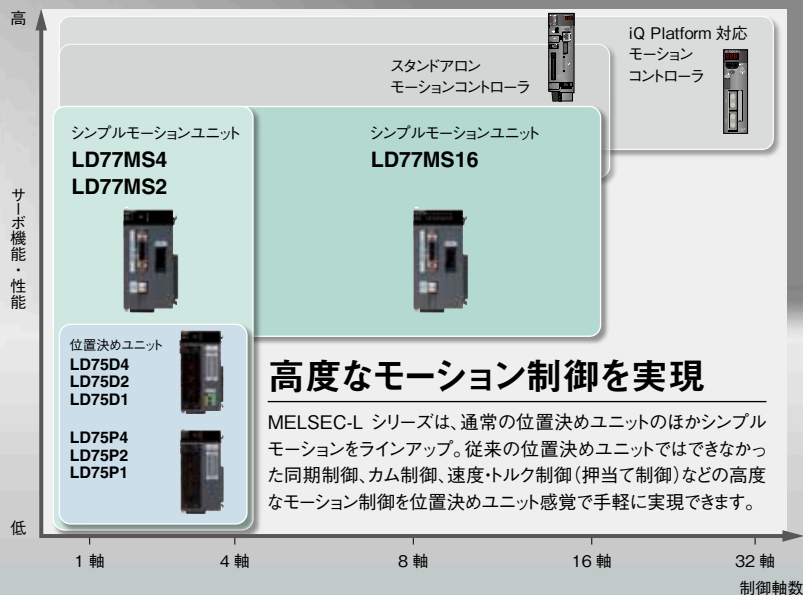 高
サーボ機能・性能
低
iQ Platform 対応
モーション
コントローラ
スタンドアロン
モーションコントローラ
シンプルモーションユニット
LD77MS4
LD77MS2
シンプルモーションユニット
LD77MS16
位置決めユニット
LD75D4
LD75D2
LD75D1
LD75P4
LD75P2
LD75P1
高度なモーション制御を実現
MELSEC-L シリーズは、通常の位置決めユニットのほかシンプル
モーションをラインアップ。従来の位置決めユニットではできなかっ
た同期制御、カム制御、速度・トルク制御（押当て制御）などの高度
なモーション制御を位置決めユニット感覚で手軽に実現できます。
1 軸
4 軸
8 軸
16 軸
32 軸
制御軸数